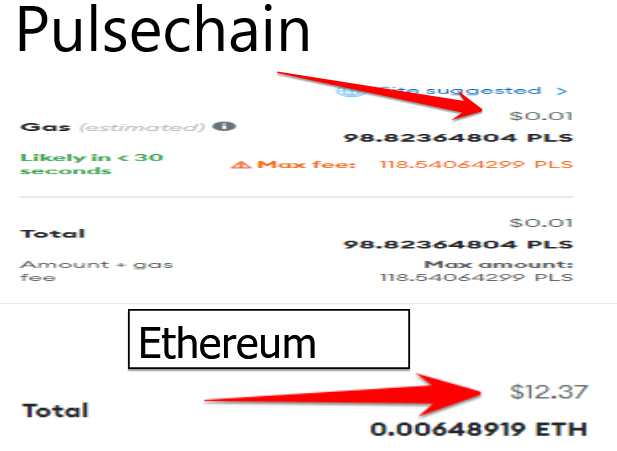 Pulsechain
Site suggested >
$0.01
Gas (estimated)
98.82364804 PLS
Likely in < 30
seconds
Max fee: 118.54064299 PLS
$0.01
Total
98.82364804 PLS
Amount + gas
fee
Max amount:
118.54064299 PLS
Ethereum
$12.37
Total
0.00648919 ETH